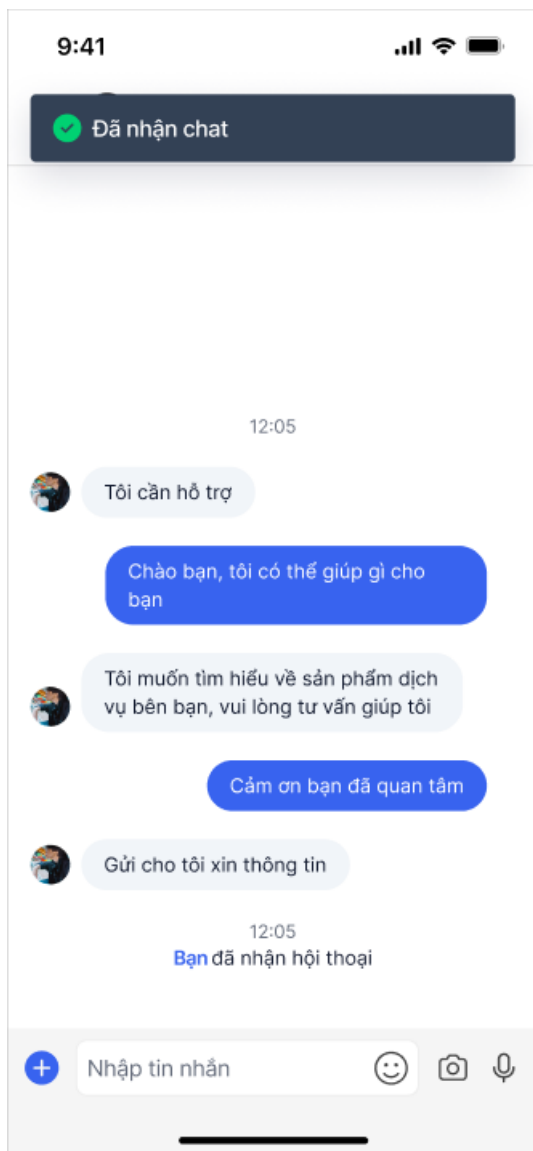 9:41
Đã nhận chat
12:05
Tôi cần hỗ trợ
Chào bạn, tôi có thể giúp gì cho
bạn
Tôi muốn tìm hiểu về sản phẩm dịch
vụ bên bạn, vui lòng tư vấn giúp tôi
Cảm ơn bạn đã quan tâm
Gửi cho tôi xin thông tin
12:05
Bạn đã nhận hội thoại
Nhập tin nhắn